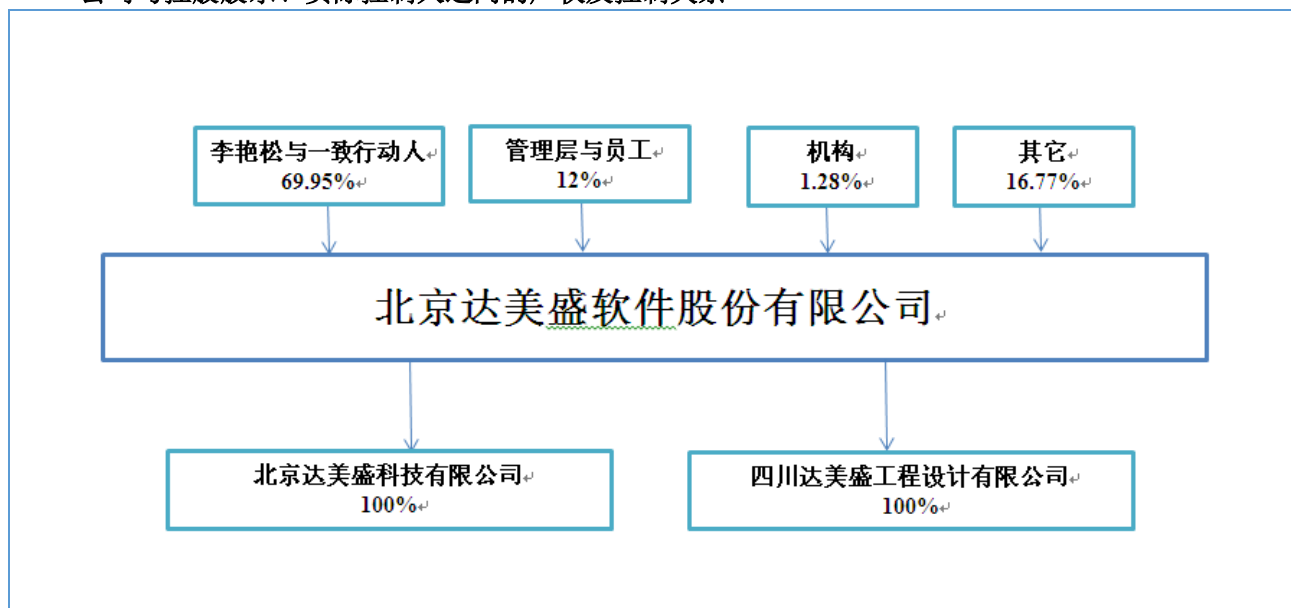 李艳松与一致行动人
69.95%
管理层与员工
12%
机构
1.28%
其它
16.77%
北京达美盛软件股份有限公司
北京达美盛科技有限公司
100%
四川达美盛工程设计有限公司
100%